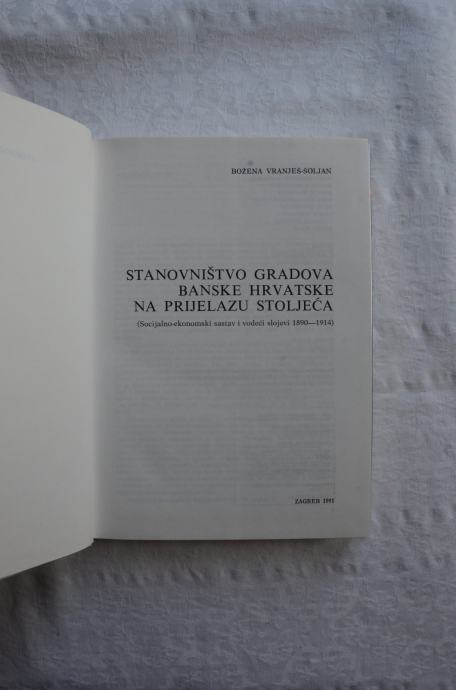 BOŽENA VRANJEŠ-ŠOLJAN
STANOVNIŠTVO GRADOVA
BANSKE HRVATSKE
NA PRIJELAZU STOLJEĆA
(Socijalno-ekonomski sastav i vodeći slojevi 1890—1914)
ZAGREB 1991